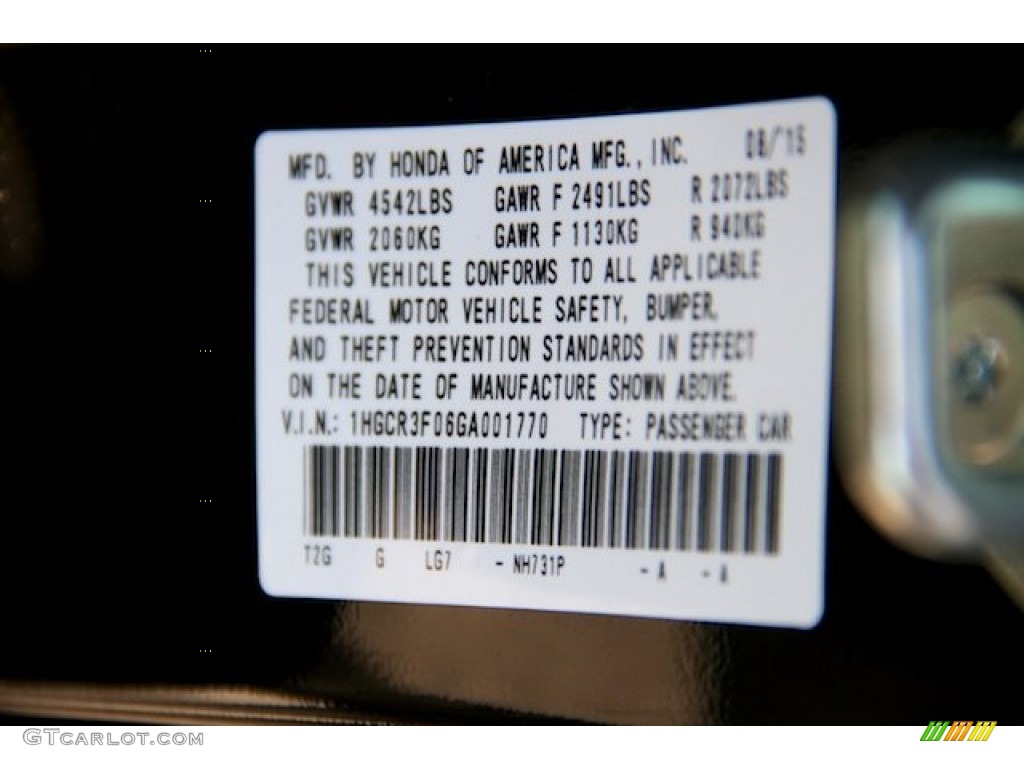 MFD. BY HONDA OF AMERICA MFG., INC. 08/15
GVWR 4542LBS GAWR F 2491LBS R 2072LBS
GVWR 2060KG GAWR F 1130KG R 940KG
THIS VEHICLE CONFORMS TO ALL APPLICABLE
FEDERAL MOTOR VEHICLE SAFETY, BUMPER,
AND THEFT PREVENTION STANDARDS IN EFFECT
ON THE DATE OF MANUFACTURE SHOWN ABOVE.
V.I.N.: 1HGCR3F06GA001770 TYPE: PASSENGER CAR
T2G G LG7 - NH731P - A - A
GTcarlot.com